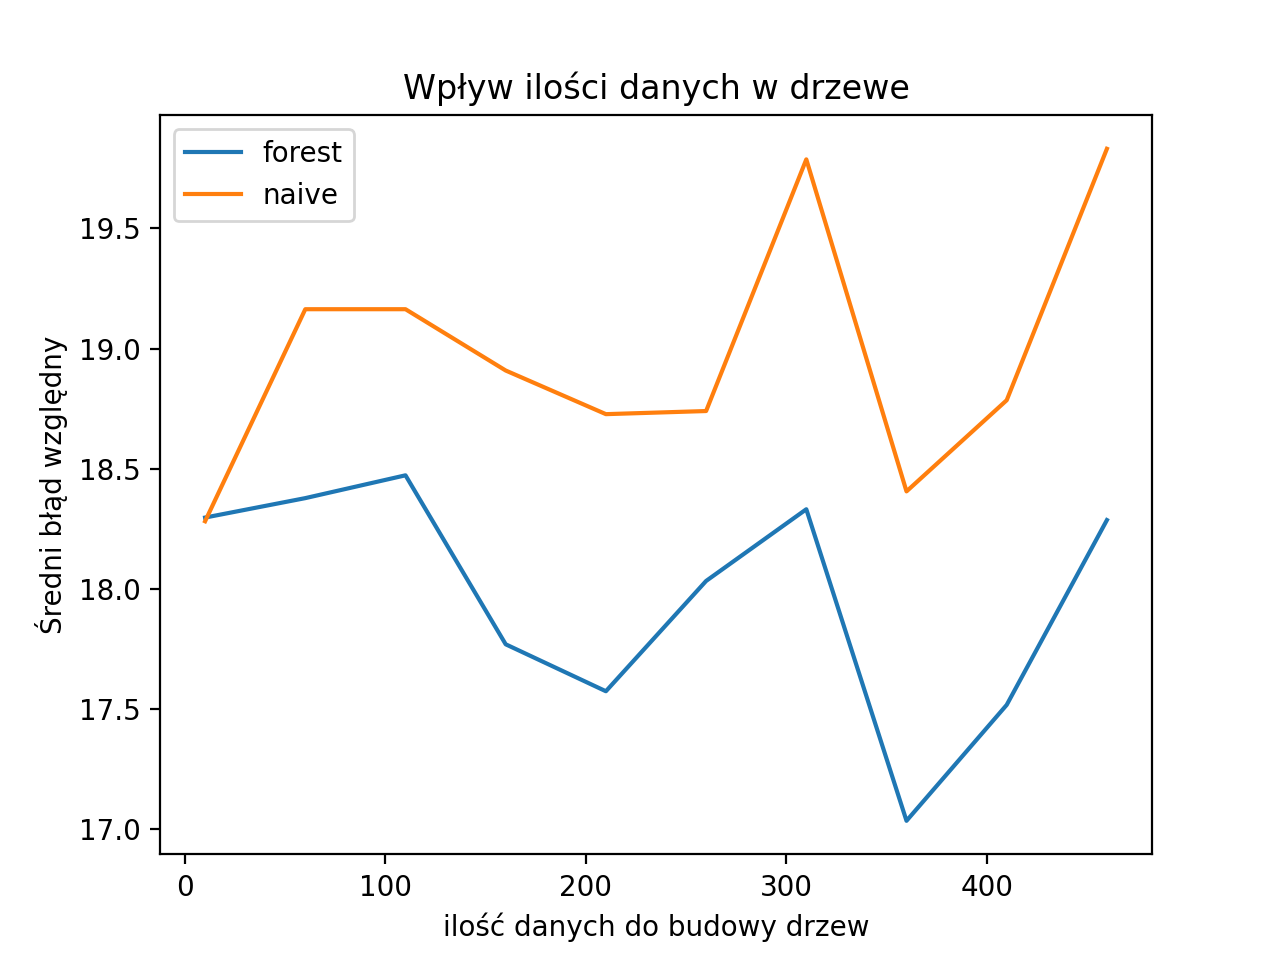 Wpływ ilości danych w drzewe
forest
naive
19.5
19.0
18.5
18.0
17.5
17.0
Średni błąd względny
0 100 200 300 400
ilość danych do budowy drzew